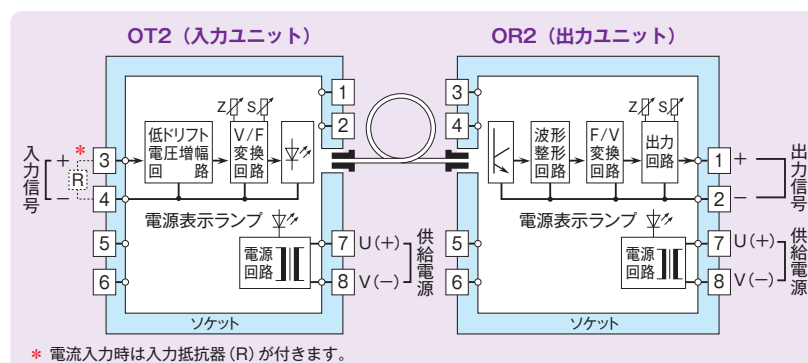 OT2（入力ユニット）
OR2（出力ユニット）
1
2
Z S
低ドリフト
電圧増幅
回　路
V/F
変換
回路
入力信号
+
*
3
R
−
4
電源表示ランプ
5
6
電源
回路
7
U(+)
8
V(−)
供給電源
ソケット
3
4
Z S
波形
整形
回路
F/V
変換
回路
出力
回路
1
+
2
−
出力信号
電源表示ランプ
5
6
電源
回路
7
U(+)
8
V(−)
供給電源
ソケット
* 電流入力時は入力抵抗器(R)が付きます。